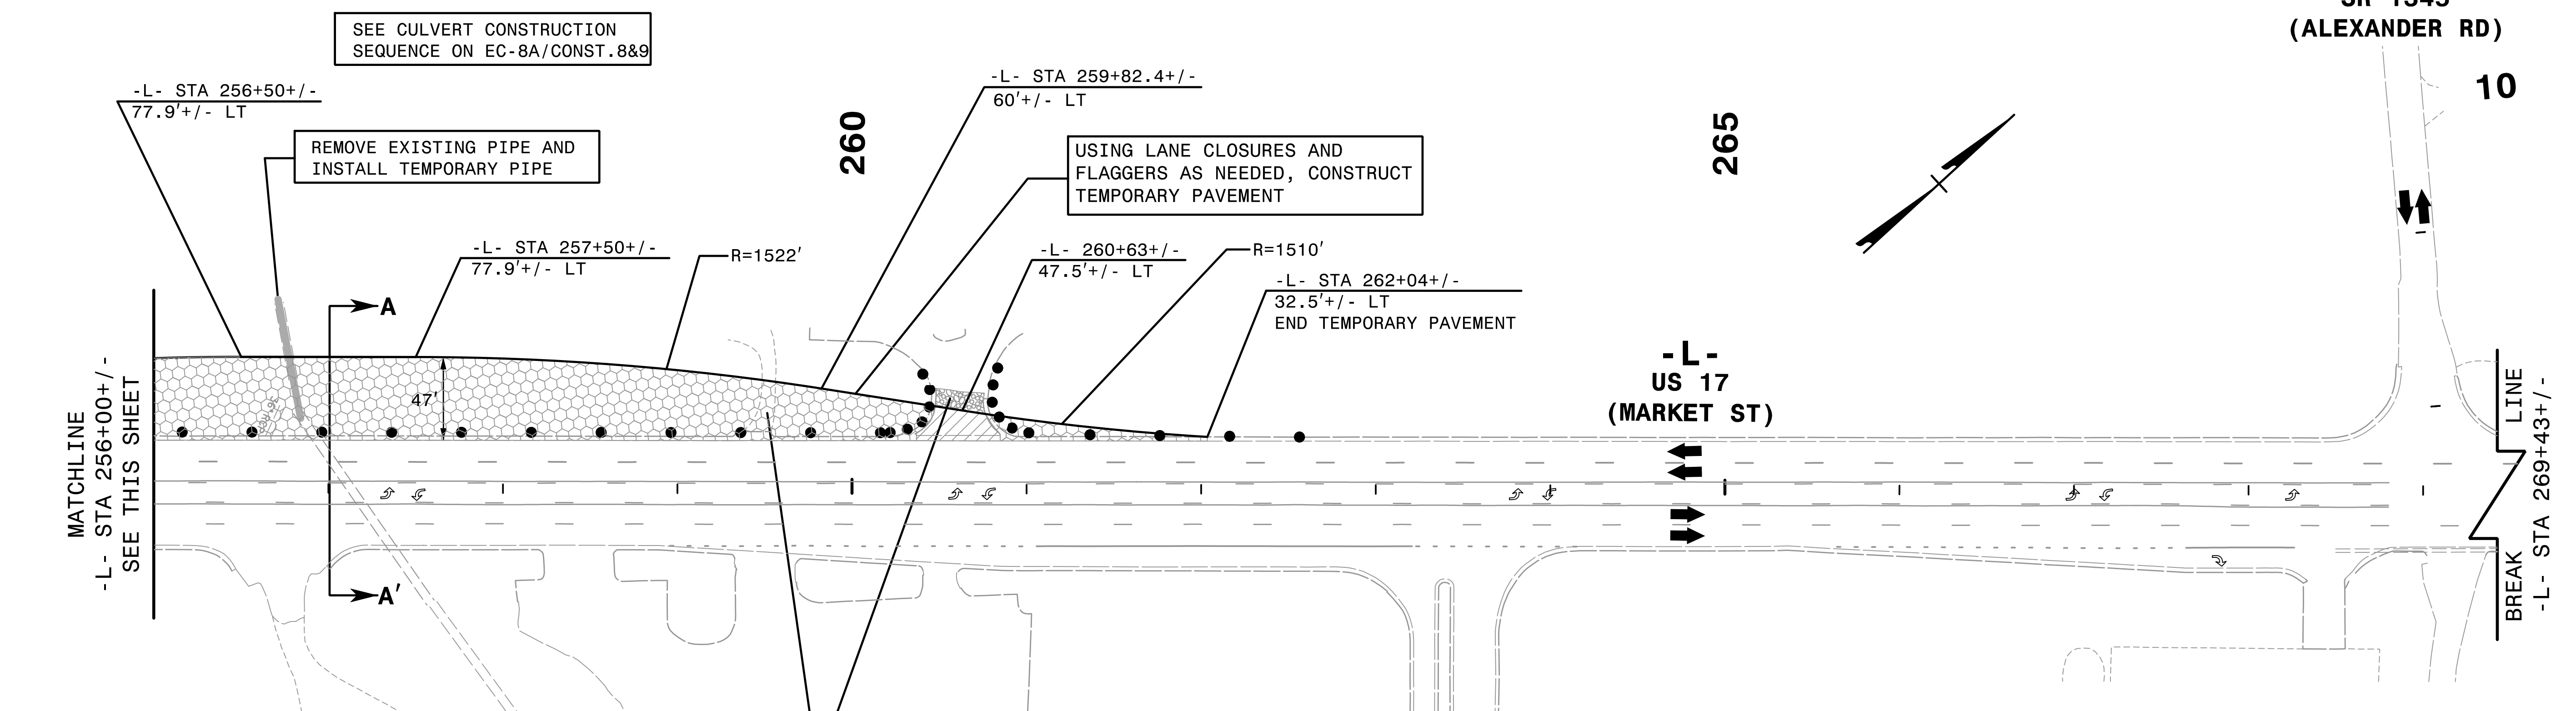 SEE CULVERT CONSTRUCTION
SEQUENCE ON EC-8A/CONST.8&9
(ALEXANDER RD)
10
-L- STA 256+50+/-
77.9'+/- LT
-L- STA 259+82.4+/-
60'+/- LT
REMOVE EXISTING PIPE AND
INSTALL TEMPORARY PIPE
260
USING LANE CLOSURES AND
FLAGGERS AS NEEDED, CONSTRUCT
TEMPORARY PAVEMENT
265
-L- STA 257+50+/-
77.9'+/- LT
R=1522'
-L- 260+63+/-
47.5'+/- LT
R=1510'
-L- STA 262+04+/-
32.5'+/- LT
END TEMPORARY PAVEMENT
A
47'
-L-
US 17
(MARKET ST)
A'
MATCHLINE
-L- STA 256+00+/-
SEE THIS SHEET
BREAK LINE
-L- STA 269+43+/-